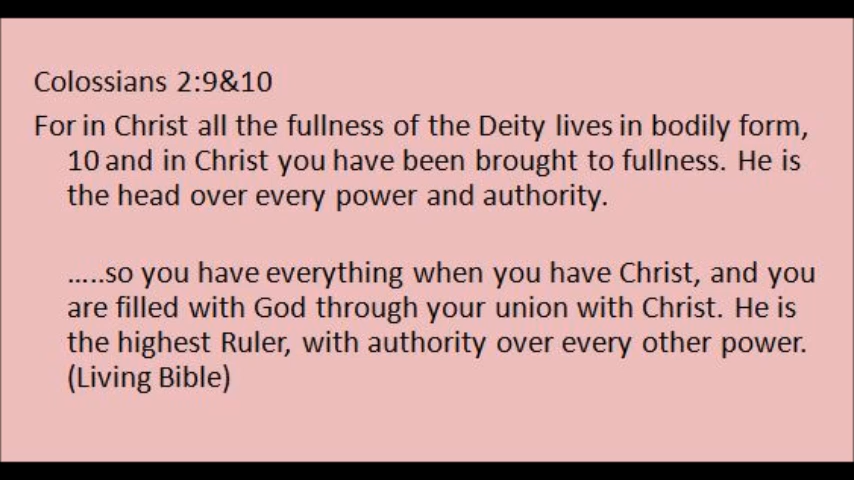 Colossians 2:9&10
For in Christ all the fullness of the Deity lives in bodily form,
10 and in Christ you have been brought to fullness. He is
the head over every power and authority.
…..so you have everything when you have Christ, and you
are filled with God through your union with Christ. He is
the highest Ruler, with authority over every other power.
(Living Bible)